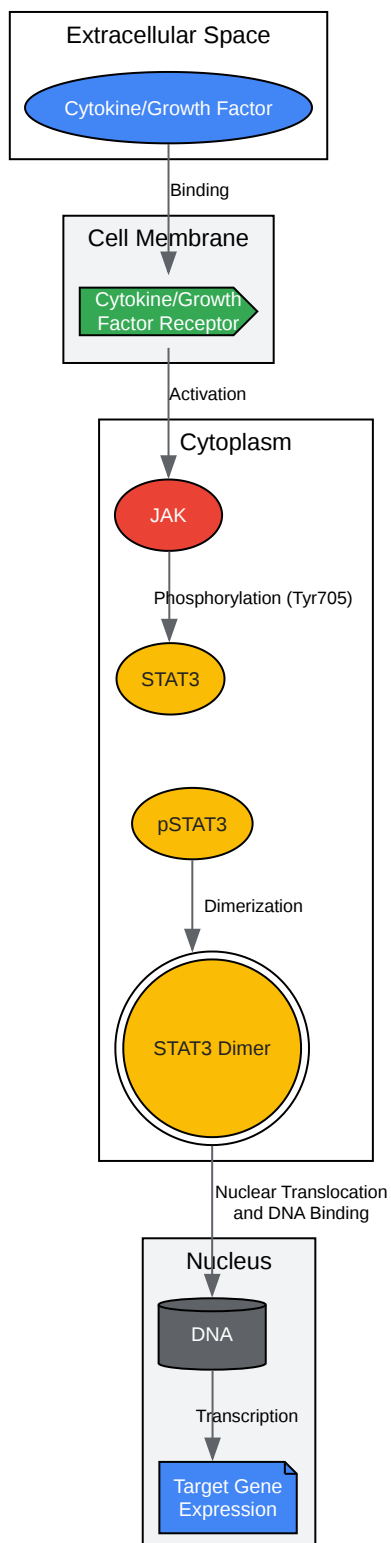 Extracellular Space
Cytokine/Growth Factor
Binding
Cell Membrane
Cytokine/Growth
Factor Receptor
Activation
Cytoplasm
JAK
Phosphorylation (Tyr705)
STAT3
pSTAT3
Dimerization
STAT3 Dimer
Nuclear Translocation
and DNA Binding
Nucleus
DNA
Transcription
Target Gene
Expression